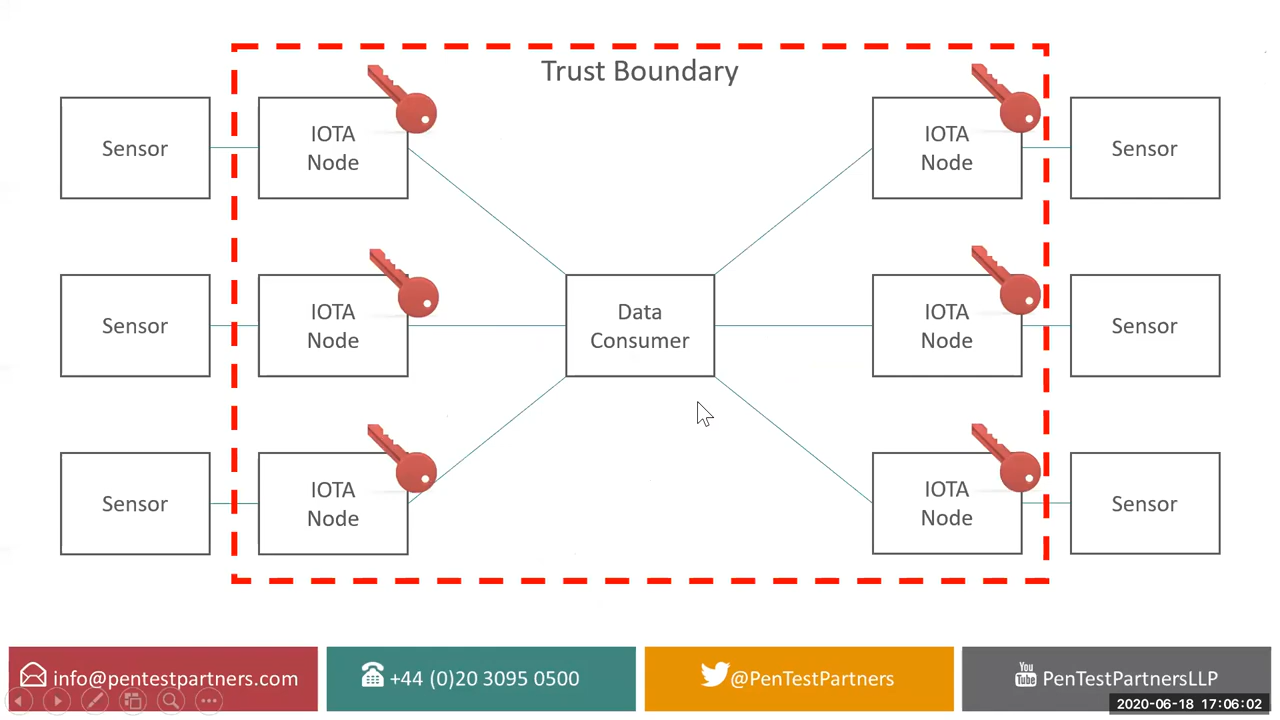 Trust Boundary
Sensor
IOTA
Node
IOTA
Node
Sensor
Sensor
IOTA
Node
Data
Consumer
IOTA
Node
Sensor
Sensor
IOTA
Node
IOTA
Node
Sensor
info@pentestpartners.com
+44 (0)20 3095 0500
@PenTestPartners
You
Tube
PenTestPartnersLLP
2020-06-18 17:06:02